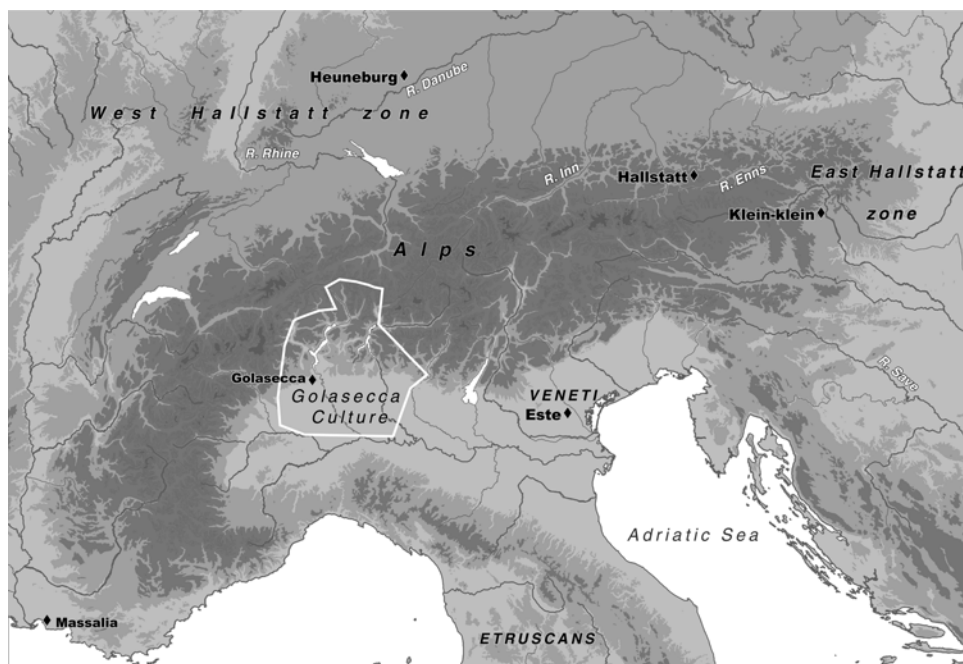 Heuneburg
R. Danube
West Hallstatt zone
R. Rhine
R. Inn
Hallstatt
R. Enns
East Hallstatt
zone
Klein-klein
Alps
Golasecca
Golasecca
Culture
VENETI
Este
R. Save
Adriatic Sea
Massalia
ETRUSCANS